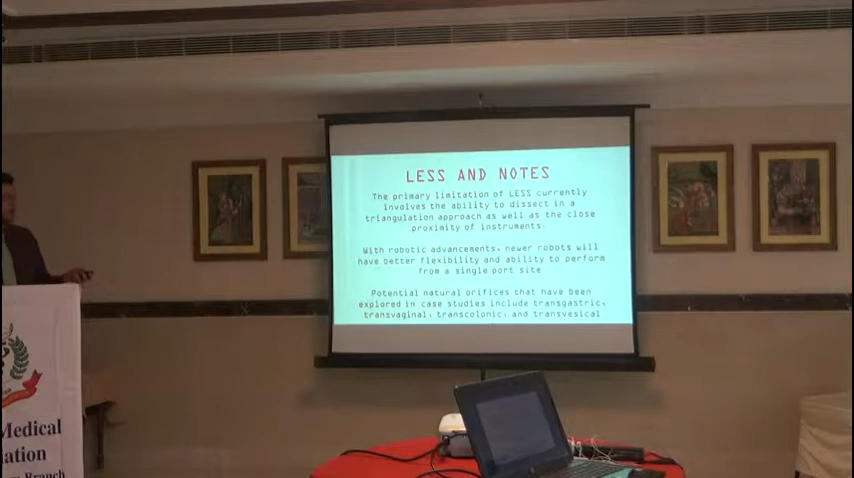 LESS AND NOTES
The primary limitation of LESS currently
involves the ability to dissect in a
triangulation approach as well as the close
proximity of instruments.
With robotic advancements, newer robots will
have better flexibility and ability to perform
from a single port site
Potential natural orifices that have been
explored in case studies include transgastric,
transvaginal, transcolonic, and transvesical
Medical
iation
Branch